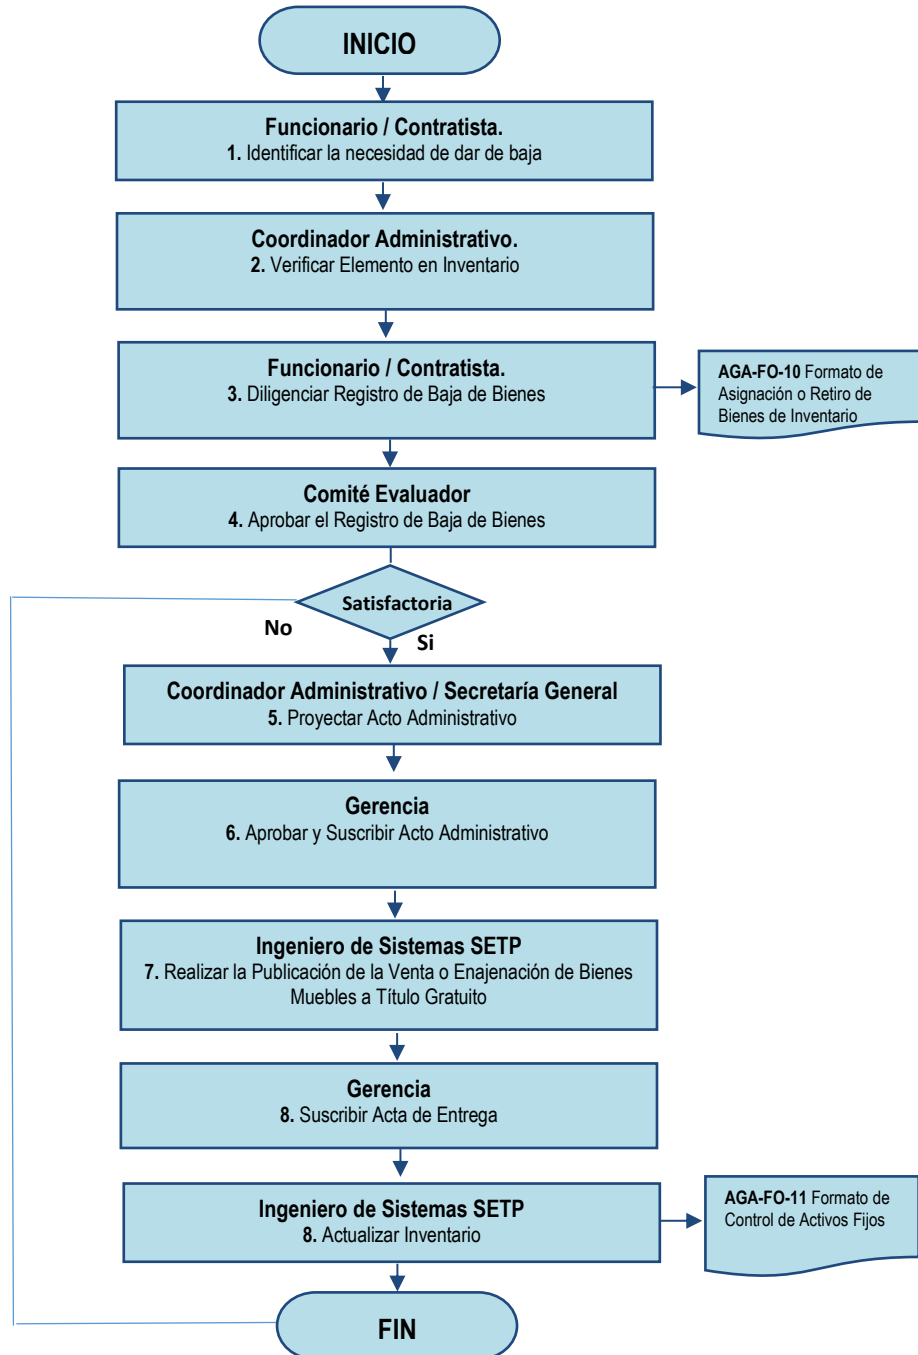 INICIO
Funcionario / Contratista.
1. Identificar la necesidad de dar de baja
Coordinador Administrativo.
2. Verificar Elemento en Inventario
Funcionario / Contratista.
3. Diligenciar Registro de Baja de Bienes
AGA-FO-10 Formato de
Asignación o Retiro de
Bienes de Inventario
Comité Evaluador
4. Aprobar el Registro de Baja de Bienes
Satisfactoria
No
Si
Coordinador Administrativo / Secretaría General
5. Proyectar Acto Administrativo
Gerencia
6. Aprobar y Suscribir Acto Administrativo
Ingeniero de Sistemas SETP
7. Realizar la Publicación de la Venta o Enajenación de Bienes
Muebles a Título Gratuito
Gerencia
8. Suscribir Acta de Entrega
Ingeniero de Sistemas SETP
8. Actualizar Inventario
AGA-FO-11 Formato de
Control de Activos Fijos
FIN